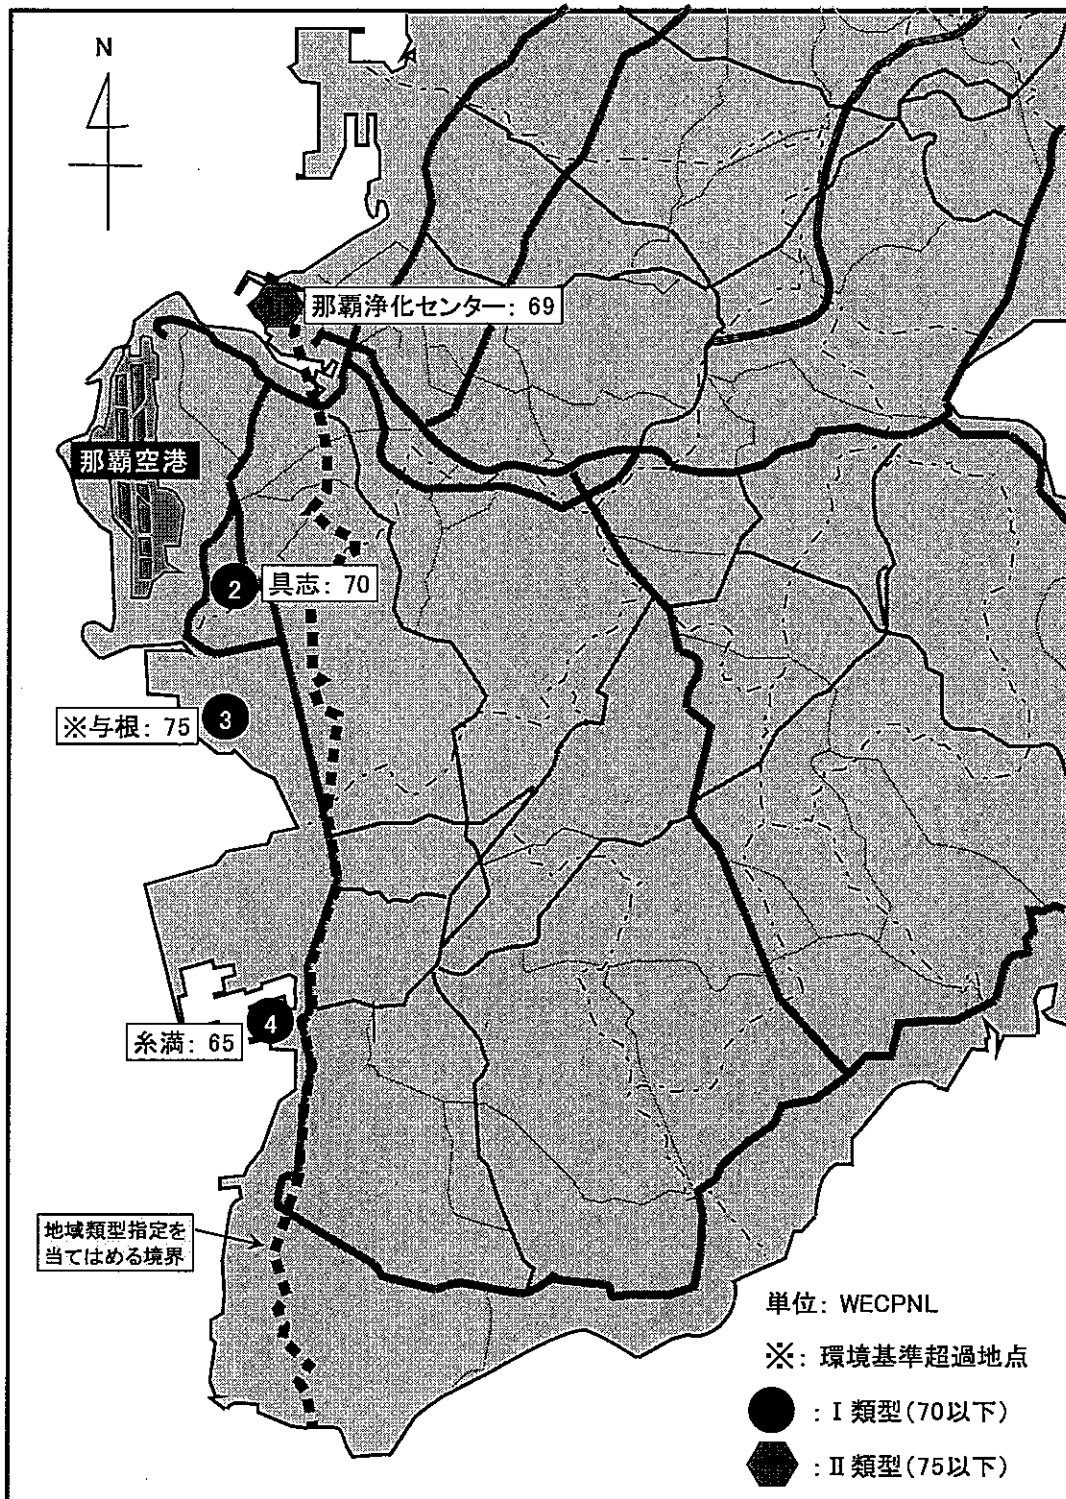 N
那覇浄化センター: 69
那覇空港
2
具志: 70
3
※与根: 75
4
糸満: 65
地域類型指定を
当てはめる境界
単位: WECPNL
※: 環境基準超過地点
: Ⅰ類型(70以下)
: Ⅱ類型(75以下)